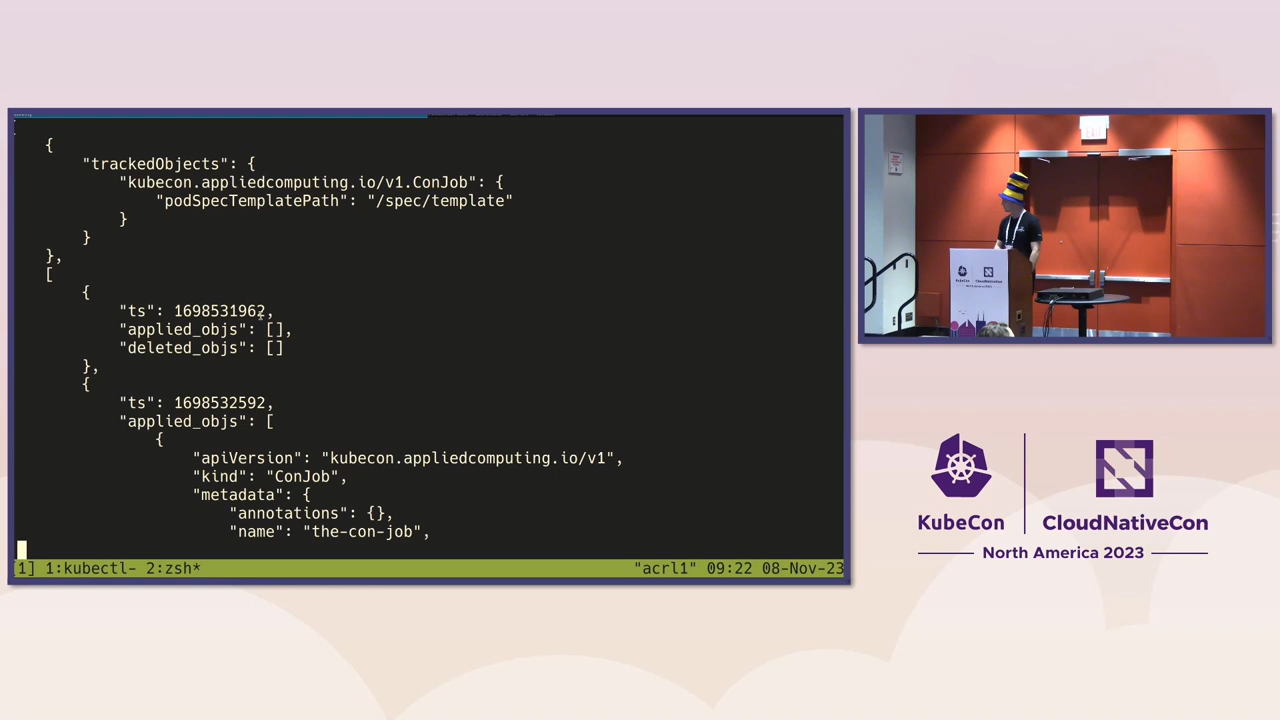 {
"trackedObjects": {
"kubecon.appliedcomputing.io/v1.ConJob": {
"podSpecTemplatePath": "/spec/template"
}
}
},
[
{
"ts": 1698531962,
"applied_objs": [],
"deleted_objs": []
},
{
"ts": 1698532592,
"applied_objs": [
{
"apiVersion": "kubecon.appliedcomputing.io/v1",
"kind": "ConJob",
"metadata": {
"annotations": {},
"name": "the-con-job",
[1] 1:kubectl- 2:zsh* "acrl1" 09:22 08-Nov-23
KubeCon CloudNativeCon
KubeCon CloudNativeCon
North America 2023